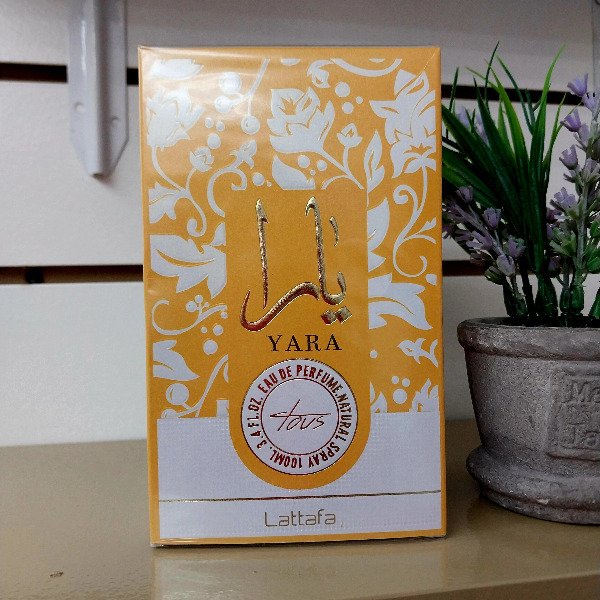 يارا
YARA
EAU DE PERFUME.NATURAL SPRAY 100ML. 3.4 FL.OZ.
tous
Lattafa